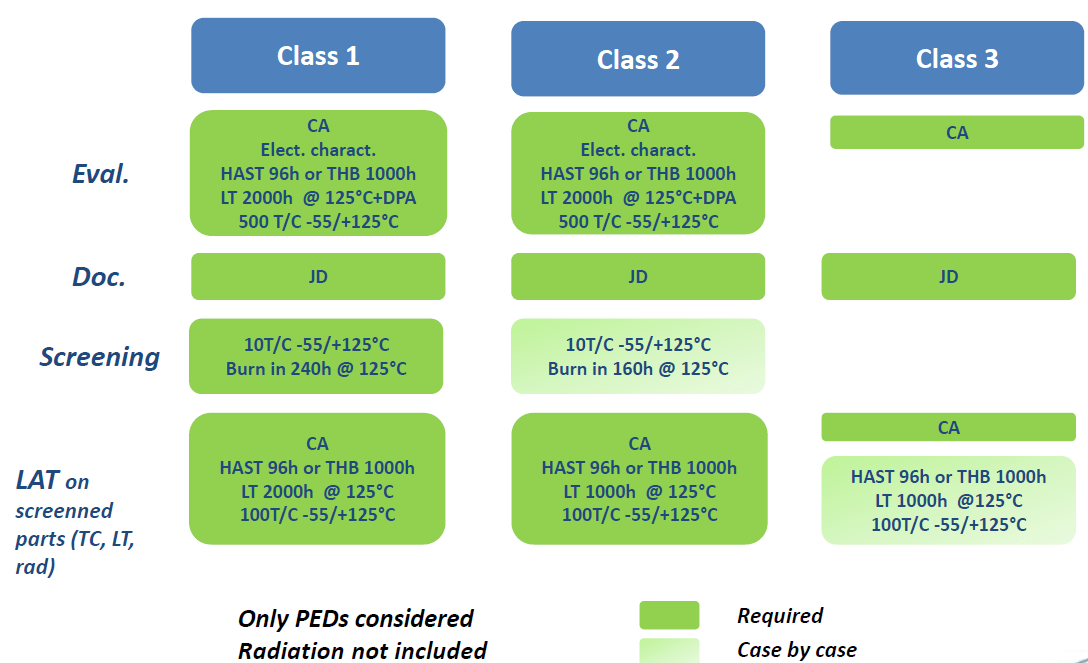 Class 1
Class 2
Class 3
Eval.
CA
Elect. charact.
HAST 96h or THB 1000h
LT 2000h @ 125°C+DPA
500 T/C -55/+125°C
CA
Elect. charact.
HAST 96h or THB 1000h
LT 2000h @ 125°C+DPA
500 T/C -55/+125°C
CA
Doc.
JD
JD
JD
Screening
10T/C -55/+125°C
Burn in 240h @ 125°C
10T/C -55/+125°C
Burn in 160h @ 125°C
LAT on
screenned
parts (TC, LT,
rad)
CA
HAST 96h or THB 1000h
LT 2000h @ 125°C
100T/C -55/+125°C
CA
HAST 96h or THB 1000h
LT 1000h @ 125°C
100T/C -55/+125°C
CA
HAST 96h or THB 1000h
LT 1000h @125°C
100T/C -55/+125°C
Only PEDs considered
Radiation not included
Required
Case by case